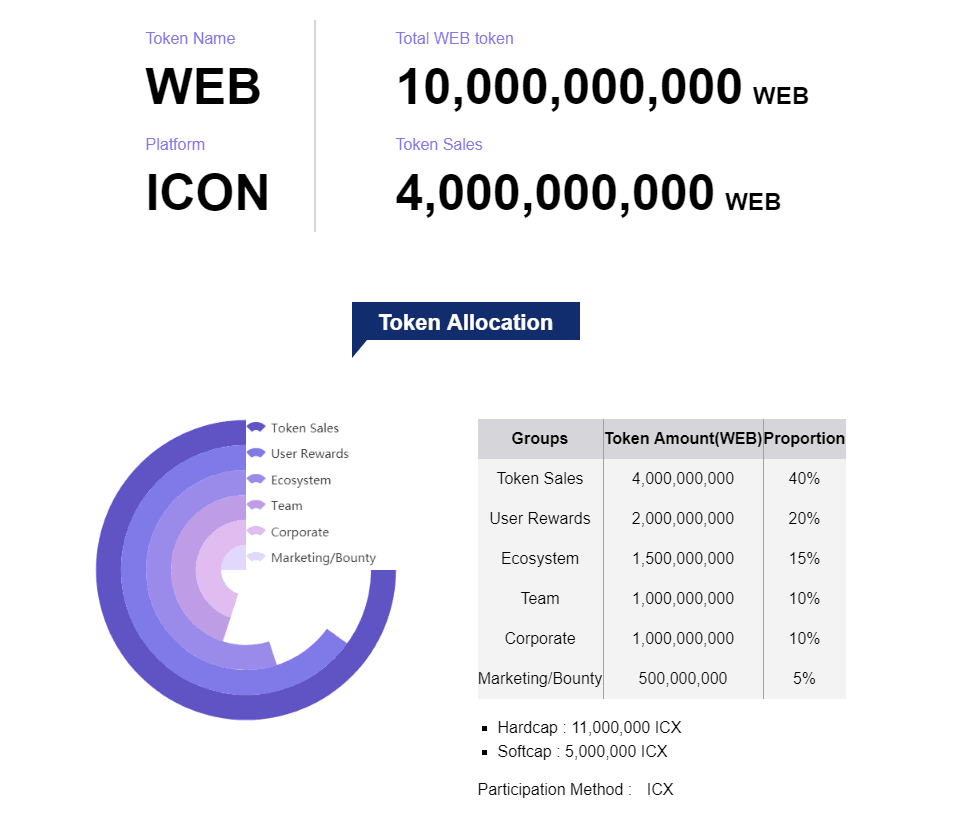 Token Name
WEB
Platform
ICON
Total WEB token
10,000,000,000 WEB
Token Sales
4,000,000,000 WEB
Token Allocation
Token Sales
User Rewards
Ecosystem
Team
Corporate
Marketing/Bounty
Groups Token Amount(WEB) Proportion
Token Sales 4,000,000,000 40%
User Rewards 2,000,000,000 20%
Ecosystem 1,500,000,000 15%
Team 1,000,000,000 10%
Corporate 1,000,000,000 10%
Marketing/Bounty 500,000,000 5%
▪ Hardcap : 11,000,000 ICX
▪ Softcap : 5,000,000 ICX
Participation Method : ICX